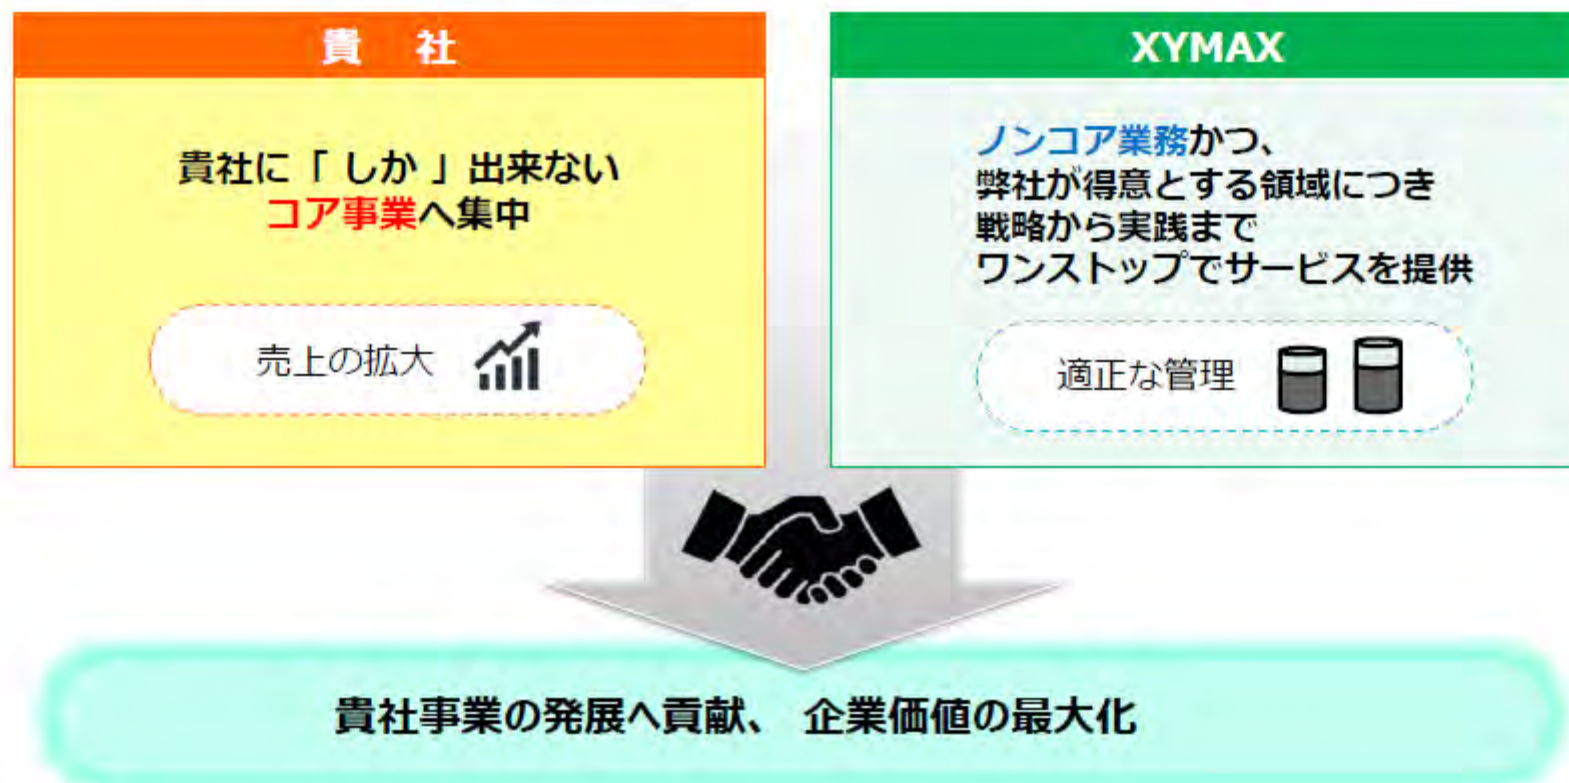 貴 社
貴社に「 しか 」出来ない
コア事業へ集中
売上の拡大
XYMAX
ノンコア業務かつ、
弊社が得意とする領域につき
戦略から実践まで
ワンストップでサービスを提供
適正な管理
貴社事業の発展へ貢献、 企業価値の最大化